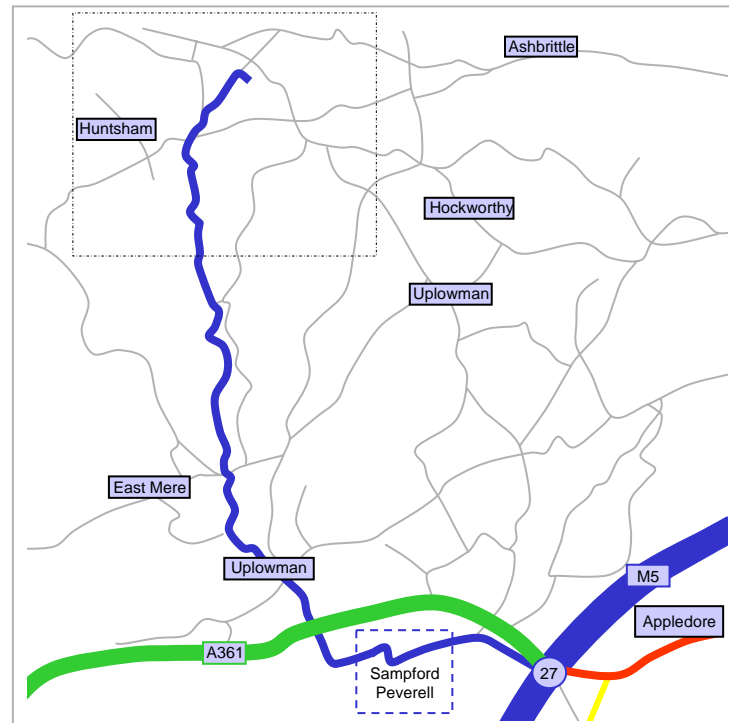 Ashbrittle
Huntsham
Hockworthy
Uplowman
East Mere
Uplowman
M5
Appledore
A361
Sampford
Peverell
27